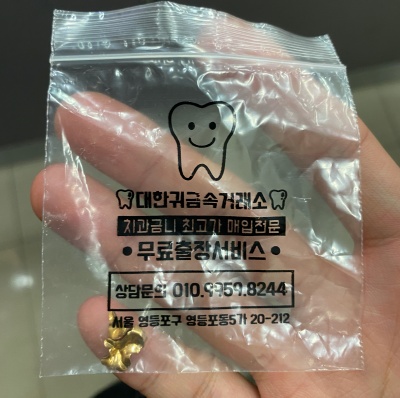 대한귀금속거래소
치과금니 최고가 매입전문
•무료출장서비스•
상담문의 010.9959.8244
서울 영등포구 영등포동5가 20-212